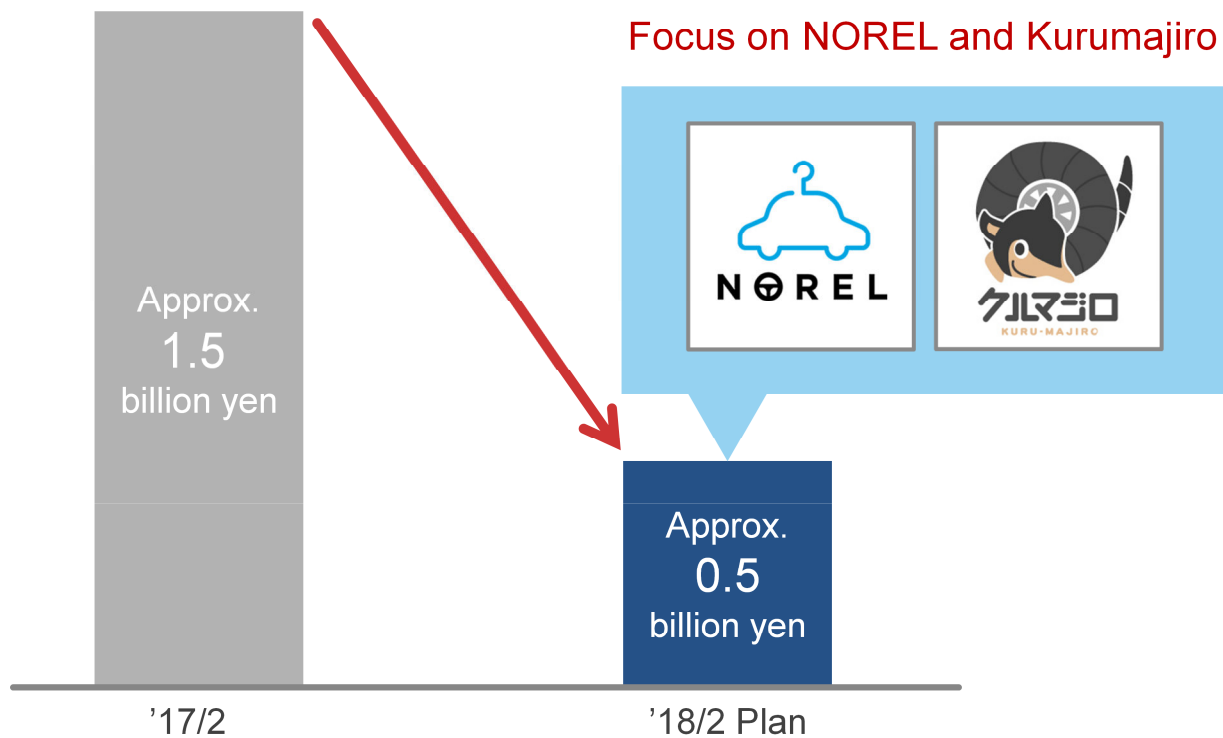 Focus on NOREL and Kurumajiro
NOREL
クルマジロ
KURU-MAJIRO
Approx.
1.5
billion yen
Approx.
0.5
billion yen
’17/2
’18/2 Plan